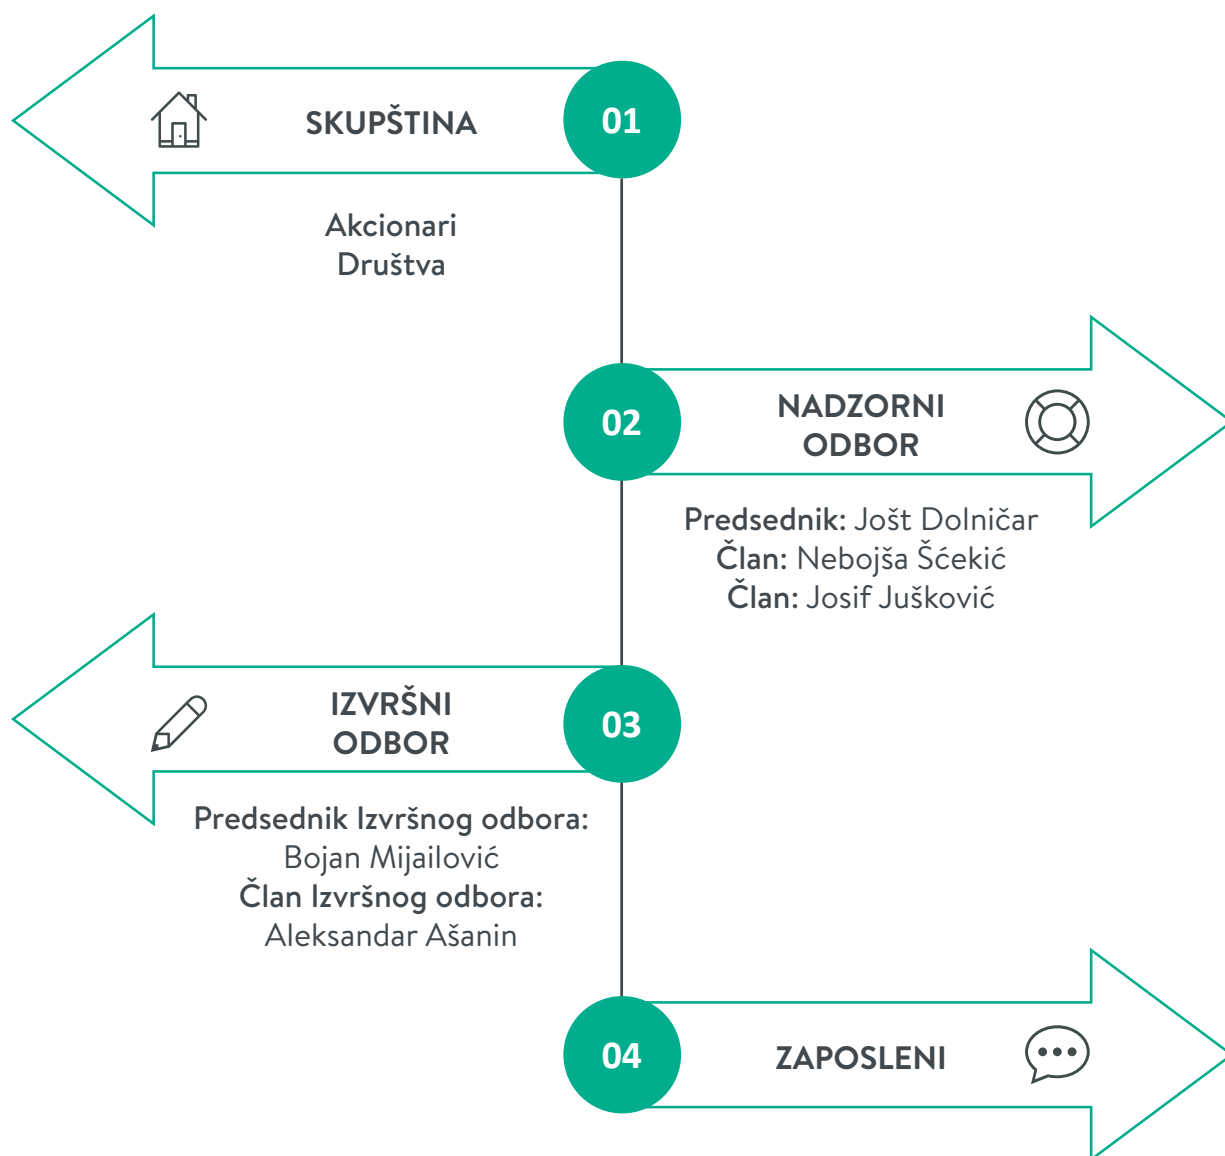 01
SKUPŠTINA
Akcionari
Društva
02
NADZORNI
ODBOR
Predsednik: Jošt Dolničar
Član: Nebojša Šćekić
Član: Josif Jušković
03
IZVRŠNI
ODBOR
Predsednik Izvršnog odbora:
Bojan Mijailović
Član Izvršnog odbora:
Aleksandar Ašanin
04
ZAPOSLENI